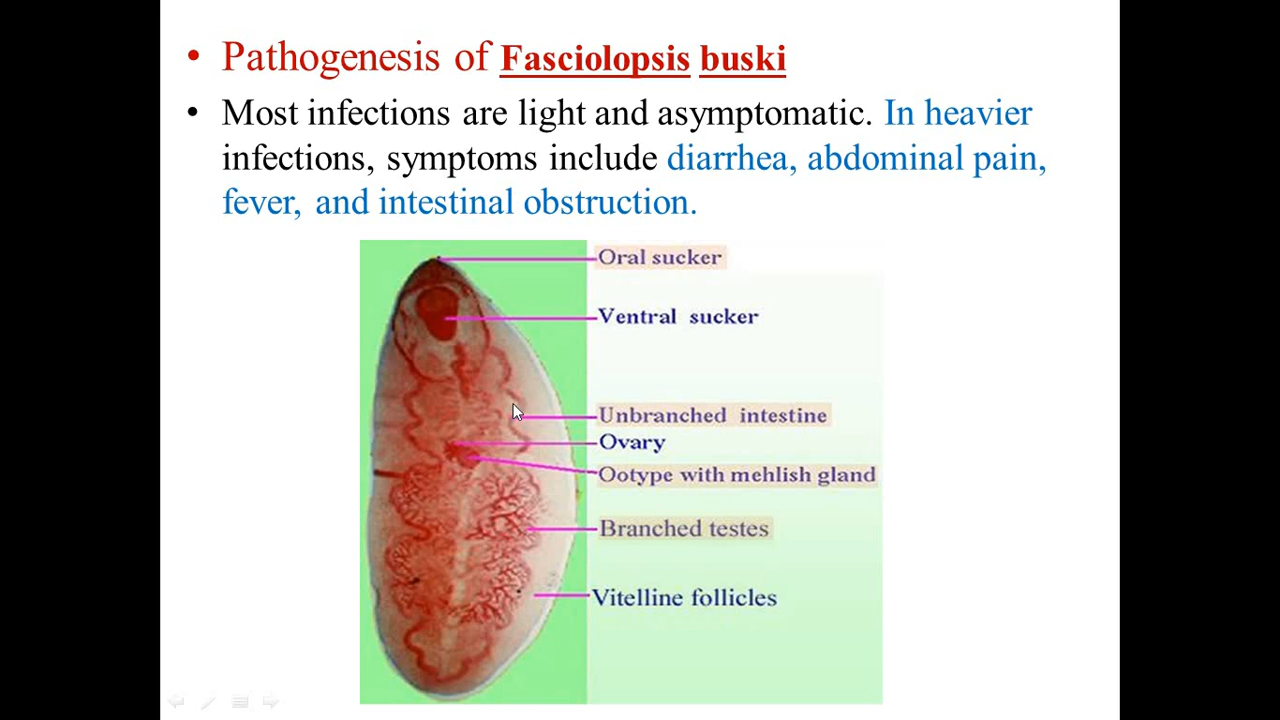 • Pathogenesis of Fasciolopsis buski
• Most infections are light and asymptomatic. In heavier
infections, symptoms include diarrhea, abdominal pain,
fever, and intestinal obstruction.
Oral sucker
Ventral sucker
Unbranched intestine
Ovary
Ootype with mehlish gland
Branched testes
Vitelline follicles